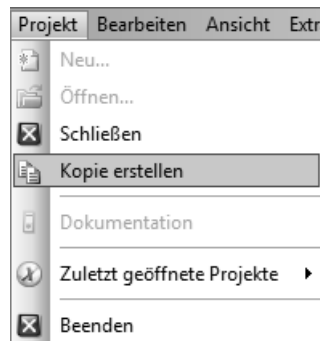 Projekt Bearbeiten Ansicht Extr
Neu...
Öffnen...
Schließen
Kopie erstellen
Dokumentation
Zuletzt geöffnete Projekte
Beenden